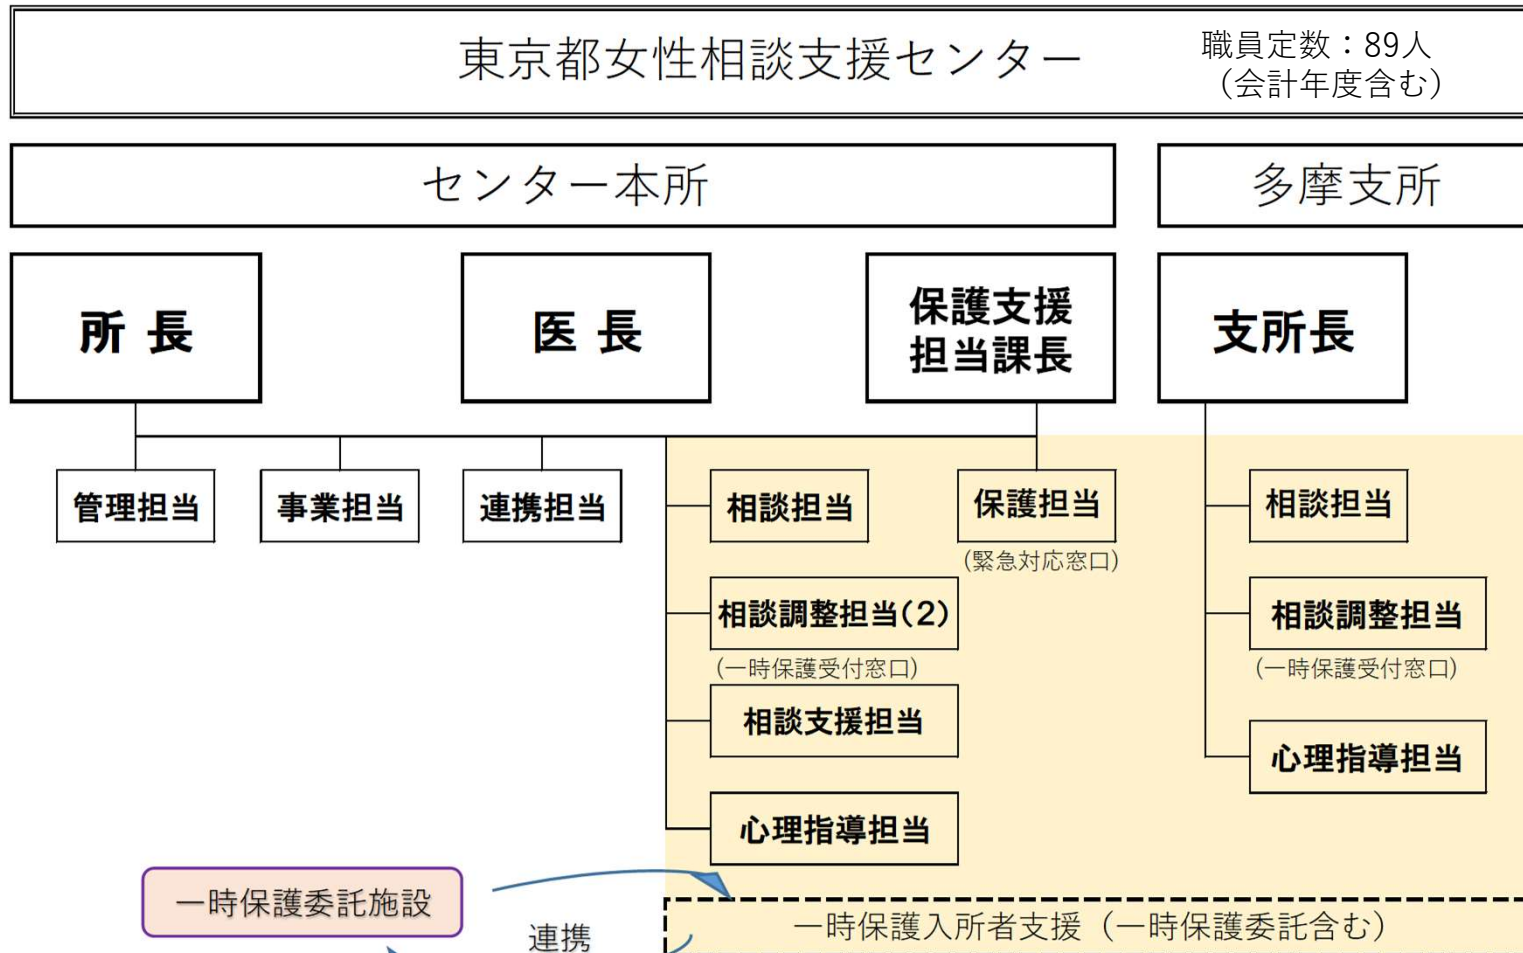 東京都女性相談支援センター
職員定数：89人
（会計年度含む）
センター本所
多摩支所
所 長
医 長
保護支援
担当課長
支所長
管理担当
事業担当
連携担当
相談担当
保護担当
(緊急対応窓口)
相談担当
相談調整担当(2)
(一時保護受付窓口)
相談調整担当
(一時保護受付窓口)
相談支援担当
心理指導担当
心理指導担当
一時保護委託施設
連携
一時保護入所者支援（一時保護委託含む）